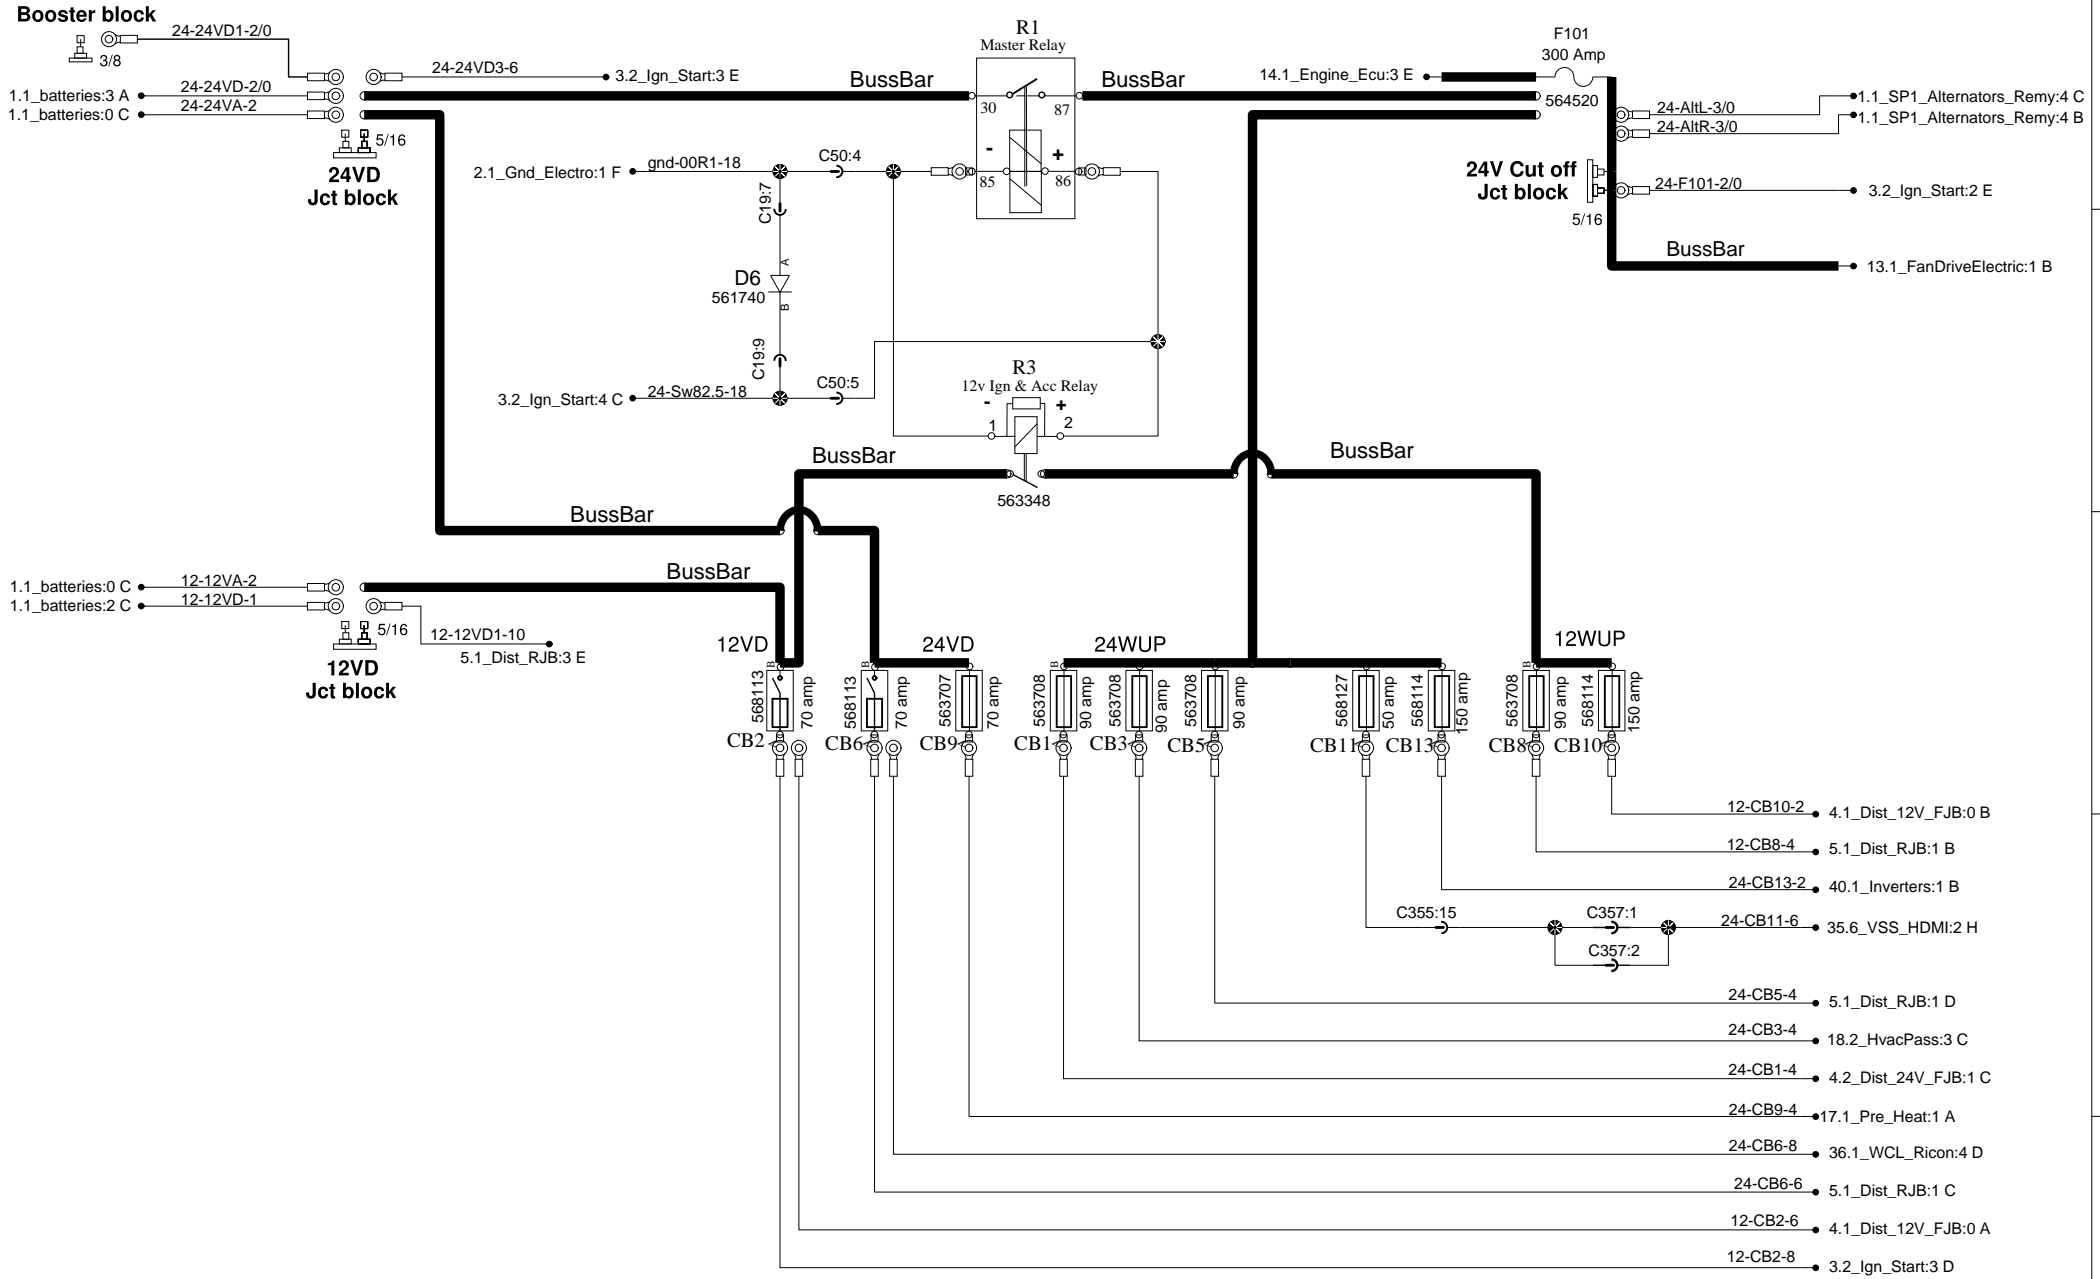 Booster block
24-24VD1-2/0
3/8
24-24VD3-6
3.2_Ign_Start:3 E
1.1_batteries:3 A
24-24VD-2/0
1.1_batteries:0 C
24-24VA-2
5/16
24VD
Jct block
BussBar
R1
Master Relay
30
87
-
+
85
86
BussBar
14.1_Engine_Ecu:3 E
F101
300 Amp
564520
24-AltL-3/0
1.1_SP1_Alternators_Remy:4 C
24-AltR-3/0
1.1_SP1_Alternators_Remy:4 B
24V Cut off
Jct block
5/16
24-F101-2/0
3.2_Ign_Start:2 E
BussBar
13.1_FanDriveElectric:1 B
2.1_Gnd_Electro:1 F
gnd-00R1-18
C50:4
C19:7
A
D6
561740
B
C19:9
3.2_Ign_Start:4 C
24-Sw82.5-18
C50:5
R3
12v Ign & Acc Relay
-
+
1
2
563348
BussBar
BussBar
BussBar
1.1_batteries:0 C
12-12VA-2
1.1_batteries:2 C
12-12VD-1
BussBar
5/16
12VD
Jct block
12-12VD1-10
5.1_Dist_RJB:3 E
12VD
24VD
24WUP
12WUP
B
568113
70 amp
CB2
B
568113
70 amp
CB6
563707
70 amp
CB9
B
563708
90 amp
CB1
563708
90 amp
CB3
563708
90 amp
CB5
568127
50 amp
CB11
568114
150 amp
CB13
B
563708
90 amp
CB8
568114
150 amp
CB10
12-CB10-2
4.1_Dist_12V_FJB:0 B
12-CB8-4
5.1_Dist_RJB:1 B
24-CB13-2
40.1_Inverters:1 B
C355:15
C357:1
24-CB11-6
35.6_VSS_HDMI:2 H
C357:2
24-CB5-4
5.1_Dist_RJB:1 D
24-CB3-4
18.2_HvacPass:3 C
24-CB1-4
4.2_Dist_24V_FJB:1 C
24-CB9-4
17.1_Pre_Heat:1 A
24-CB6-8
36.1_WCL_Ricon:4 D
24-CB6-6
5.1_Dist_RJB:1 C
12-CB2-6
4.1_Dist_12V_FJB:0 A
12-CB2-8
3.2_Ign_Start:3 D